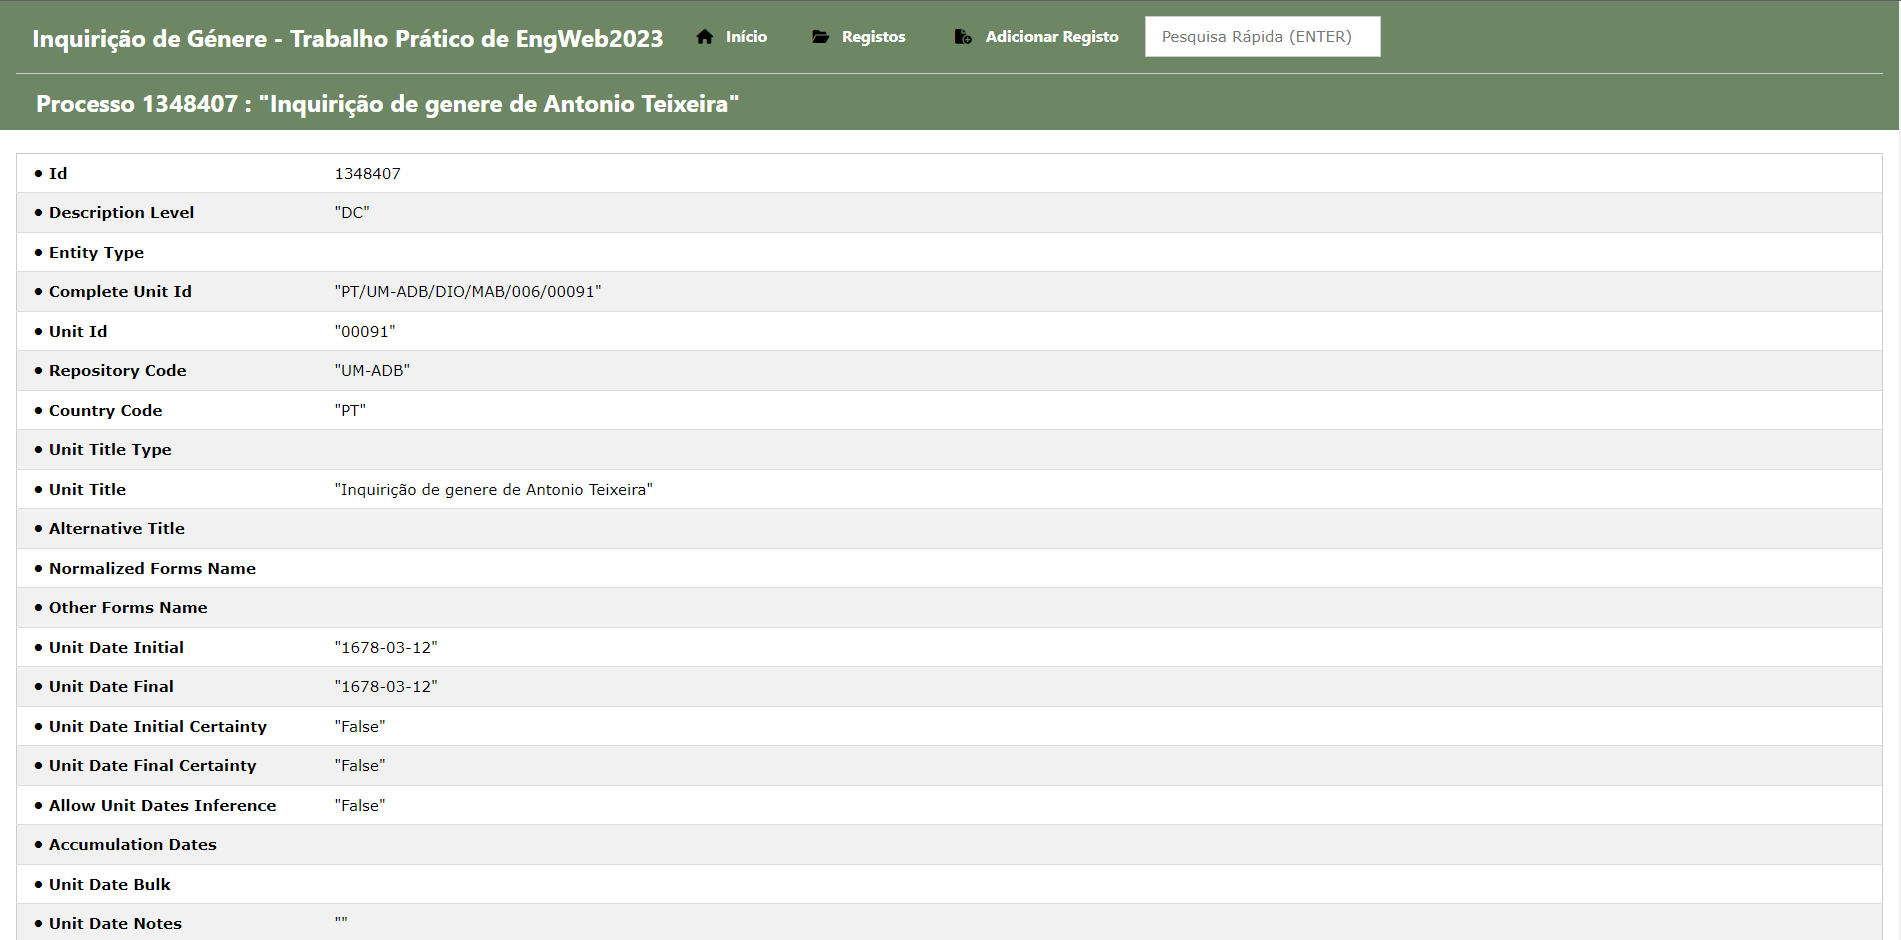 Inquirição de Génere - Trabalho Prático de EngWeb2023 Início Registos Adicionar Registo Pesquisa Rápida (ENTER)
Processo 1348407 : "Inquirição de genere de Antonio Teixeira"
• Id 1348407
• Description Level "DC"
• Entity Type
• Complete Unit Id "PT/UM-ADB/DIO/MAB/006/00091"
• Unit Id "00091"
• Repository Code "UM-ADB"
• Country Code "PT"
• Unit Title Type
• Unit Title "Inquirição de genere de Antonio Teixeira"
• Alternative Title
• Normalized Forms Name
• Other Forms Name
• Unit Date Initial "1678-03-12"
• Unit Date Final "1678-03-12"
• Unit Date Initial Certainty "False"
• Unit Date Final Certainty "False"
• Allow Unit Dates Inference "False"
• Accumulation Dates
• Unit Date Bulk
• Unit Date Notes ""